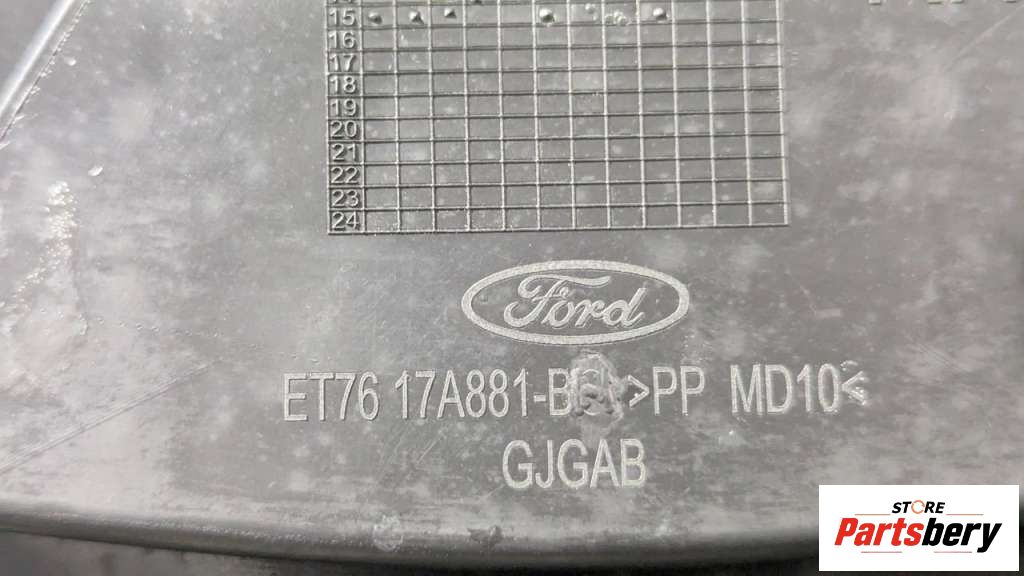 15
16
17
18
19
20
21
22
23
24
Ford
ET76 17A881-B >PP MD10<
GJGAB
STORE
Partsbery